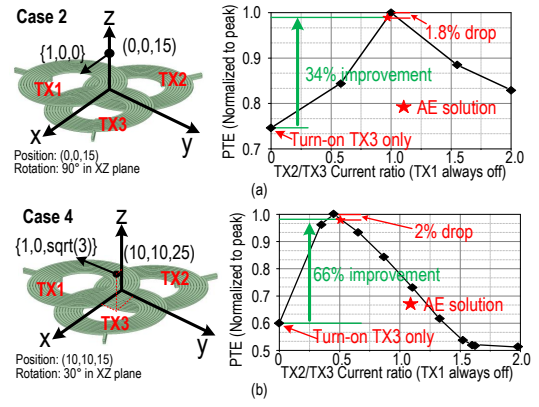 Case 2
z
{1,0,0}
(0,0,15)
TX1
TX2
TX3
x
y
Position: (0,0,15)
Rotation: 90° in XZ plane
PTE (Normalized to peak)
1.0
0.9
0.8
0.7
1.8% drop
34% improvement
AE solution
Turn-on TX3 only
0 0.5 1.0 1.5 2.0
TX2/TX3 Current ratio (TX1 always off)
(a)
Case 4
z
{1,0,sqrt(3)}
(10,10,25)
TX1
TX2
TX3
x
y
Position: (10,10,15)
Rotation: 30° in XZ plane
PTE (Normalized to peak)
1.0
0.9
0.8
0.7
0.6
0.5
2% drop
66% improvement
AE solution
Turn-on TX3 only
0 0.5 1.0 1.5 2.0
TX2/TX3 Current ratio (TX1 always off)
(b)